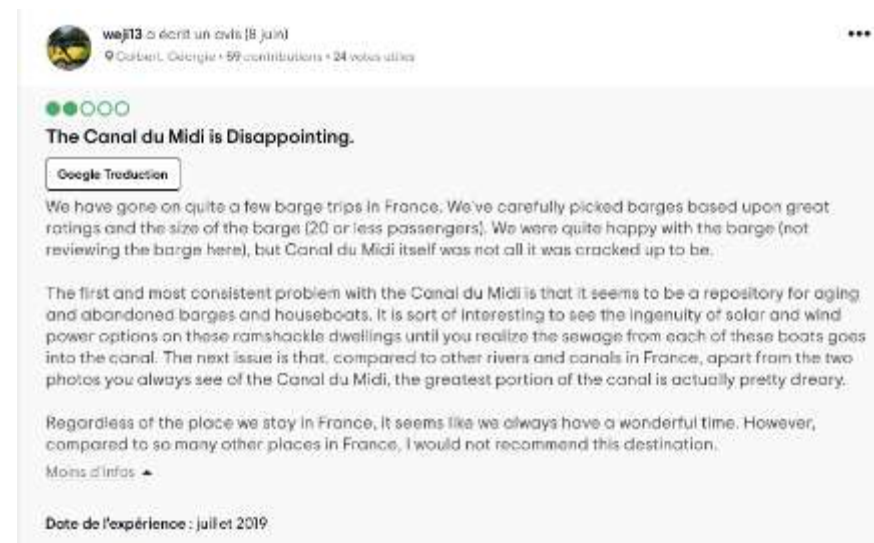 weji13 a écrit un avis (8 juin)
Colbert, Géorgie • 59 contributions • 24 votes utiles
The Canal du Midi is Disappointing.
Google Traduction
We have gone on quite a few barge trips in France. We've carefully picked barges based upon great
ratings and the size of the barge (20 or less passengers). We were quite happy with the barge (not
reviewing the barge here), but Canal du Midi itself was not all it was cracked up to be.
The first and most consistent problem with the Canal du Midi is that it seems to be a repository for aging
and abandoned barges and houseboats. It is sort of interesting to see the ingenuity of solar and wind
power options on these ramshackle dwellings until you realize the sewage from each of these boats goes
into the canal. The next issue is that, compared to other rivers and canals in France, apart from the two
photos you always see of the Canal du Midi, the greatest portion of the canal is actually pretty dreary.
Regardless of the place we stay in France, it seems like we always have a wonderful time. However,
compared to so many other places in France, I would not recommend this destination.
Moins d'infos
Date de l'expérience : juillet 2019